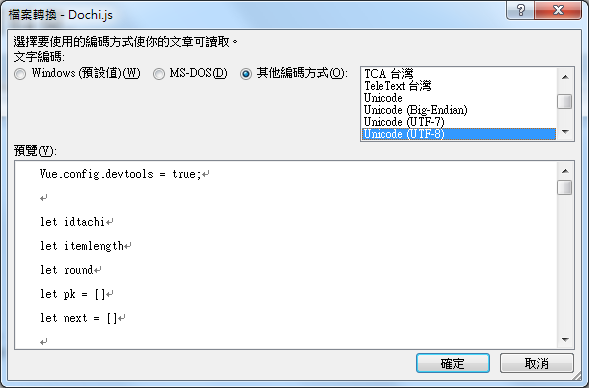 檔案轉換 - Dochi.js
選擇要使用的編碼方式使你的文章可讀取。
文字編碼:
Windows (預設值)(W)
MS-DOS(D)
其他編碼方式(O):
TCA 台灣
TeleText 台灣
Unicode
Unicode (Big-Endian)
Unicode (UTF-7)
Unicode (UTF-8)
預覽(V):
Vue.config.devtools = true;↵
↵
let idtachi↵
let itemlength↵
let round↵
let pk = []↵
let next = []↵
↵
確定
取消